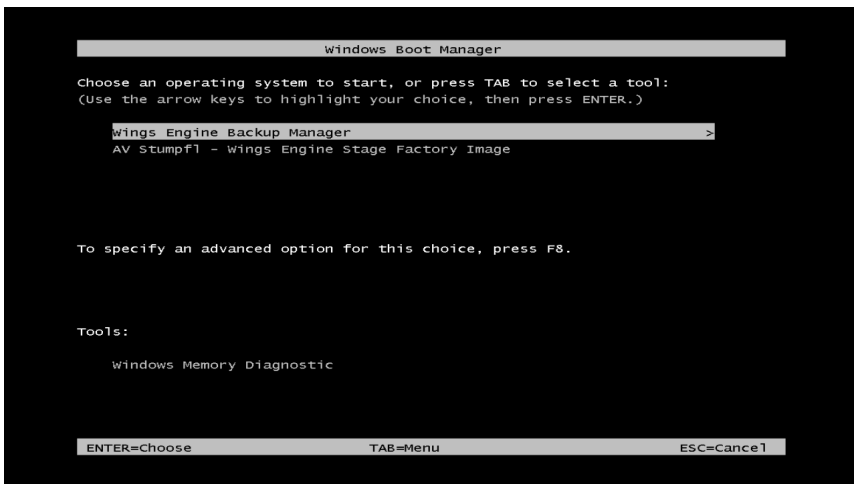 Windows Boot Manager
Choose an operating system to start, or press TAB to select a tool:
(Use the arrow keys to highlight your choice, then press ENTER.)
Wings Engine Backup Manager >
AV Stumpfl – Wings Engine Stage Factory Image
To specify an advanced option for this choice, press F8.
Tools:
Windows Memory Diagnostic
ENTER=Choose TAB=Menu ESC=Cancel